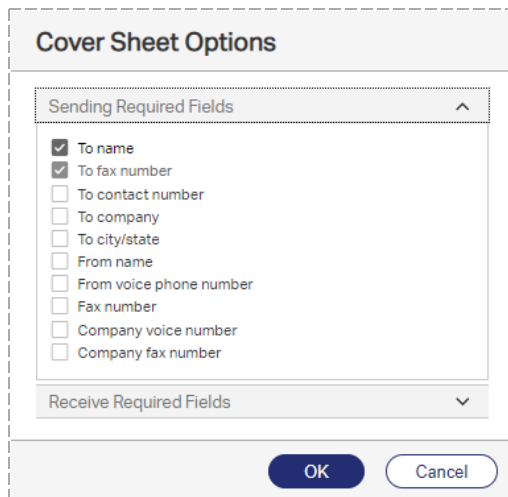 Cover Sheet Options
Sending Required Fields
To name
To fax number
To contact number
To company
To city/state
From name
From voice phone number
Fax number
Company voice number
Company fax number
Receive Required Fields
OK
Cancel